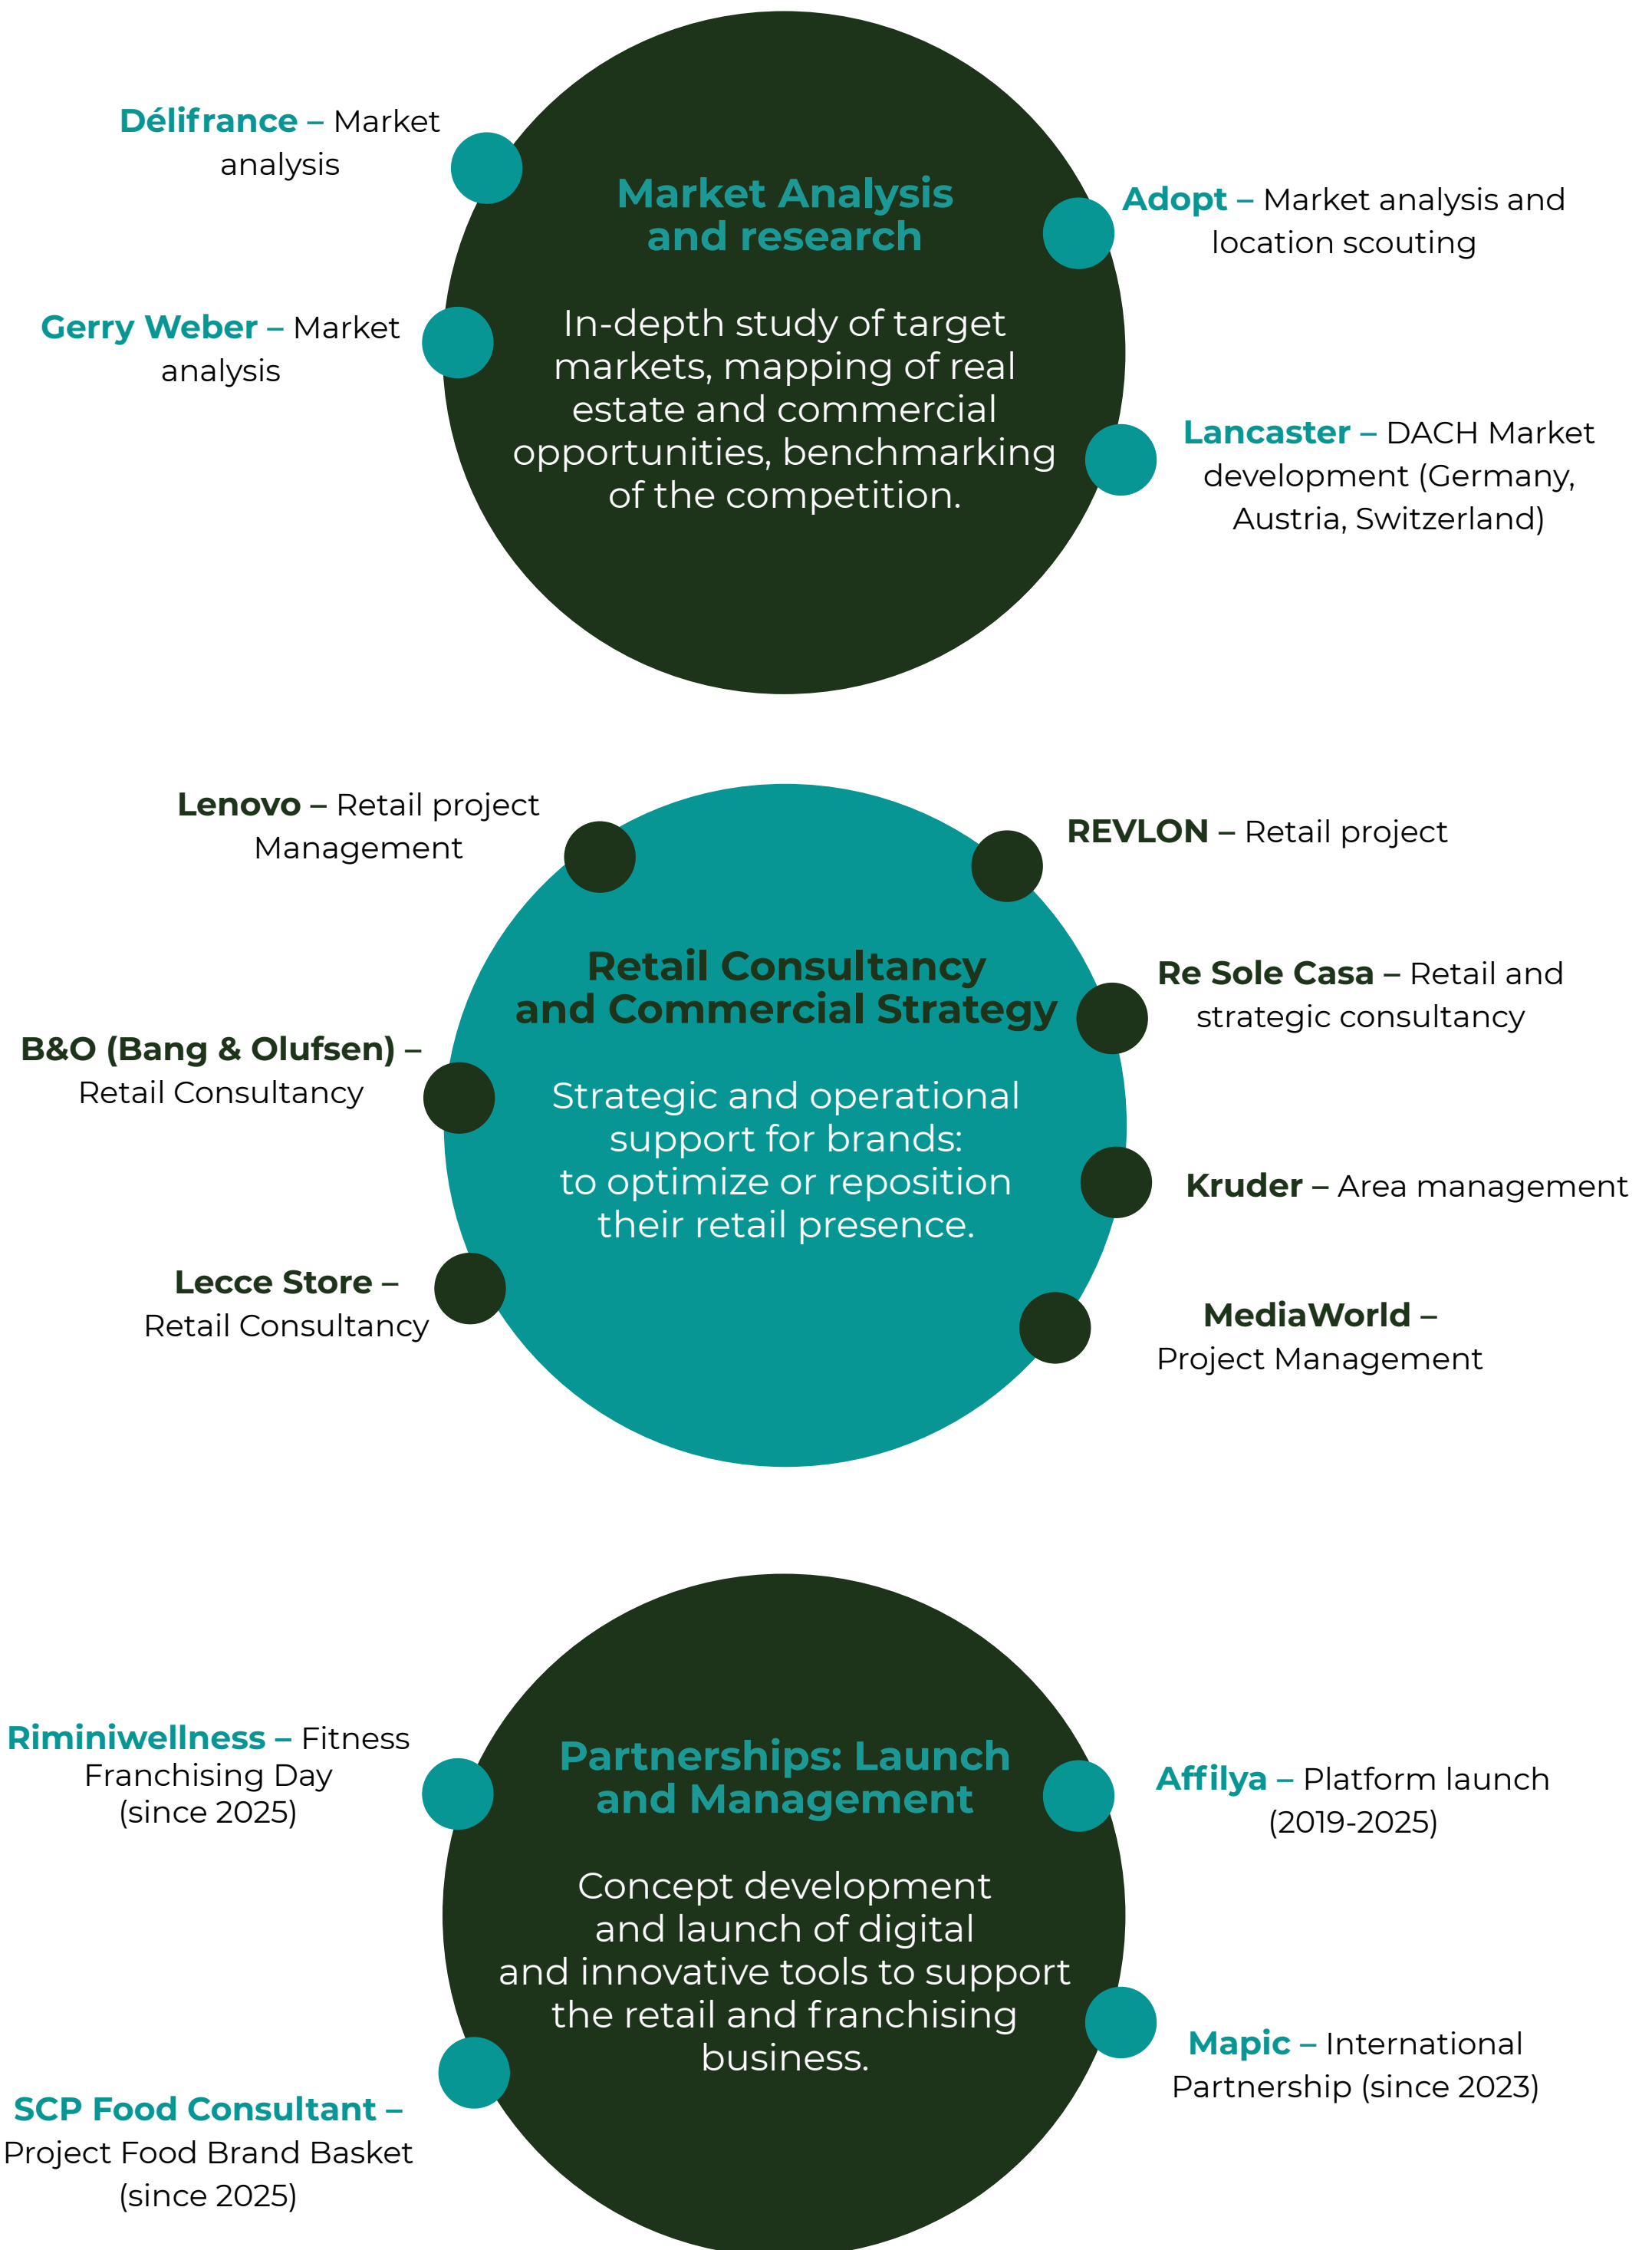 Délifrance – Market
analysis
Gerry Weber – Market
analysis
Market Analysis
and research
In-depth study of target
markets, mapping of real
estate and commercial
opportunities, benchmarking
of the competition.
Adopt – Market analysis and
location scouting
Lancaster – DACH Market
development (Germany,
Austria, Switzerland)
Lenovo – Retail project
Management
B&O (Bang & Olufsen) –
Retail Consultancy
Lecce Store –
Retail Consultancy
Retail Consultancy
and Commercial Strategy
Strategic and operational
support for brands:
to optimize or reposition
their retail presence.
REVLON – Retail project
Re Sole Casa – Retail and
strategic consultancy
Kruder – Area management
MediaWorld –
Project Management
Riminiwellness – Fitness
Franchising Day
(since 2025)
SCP Food Consultant –
Project Food Brand Basket
(since 2025)
Partnerships: Launch
and Management
Concept development
and launch of digital
and innovative tools to support
the retail and franchising
business.
Affilya – Platform launch
(2019-2025)
Mapic – International
Partnership (since 2023)